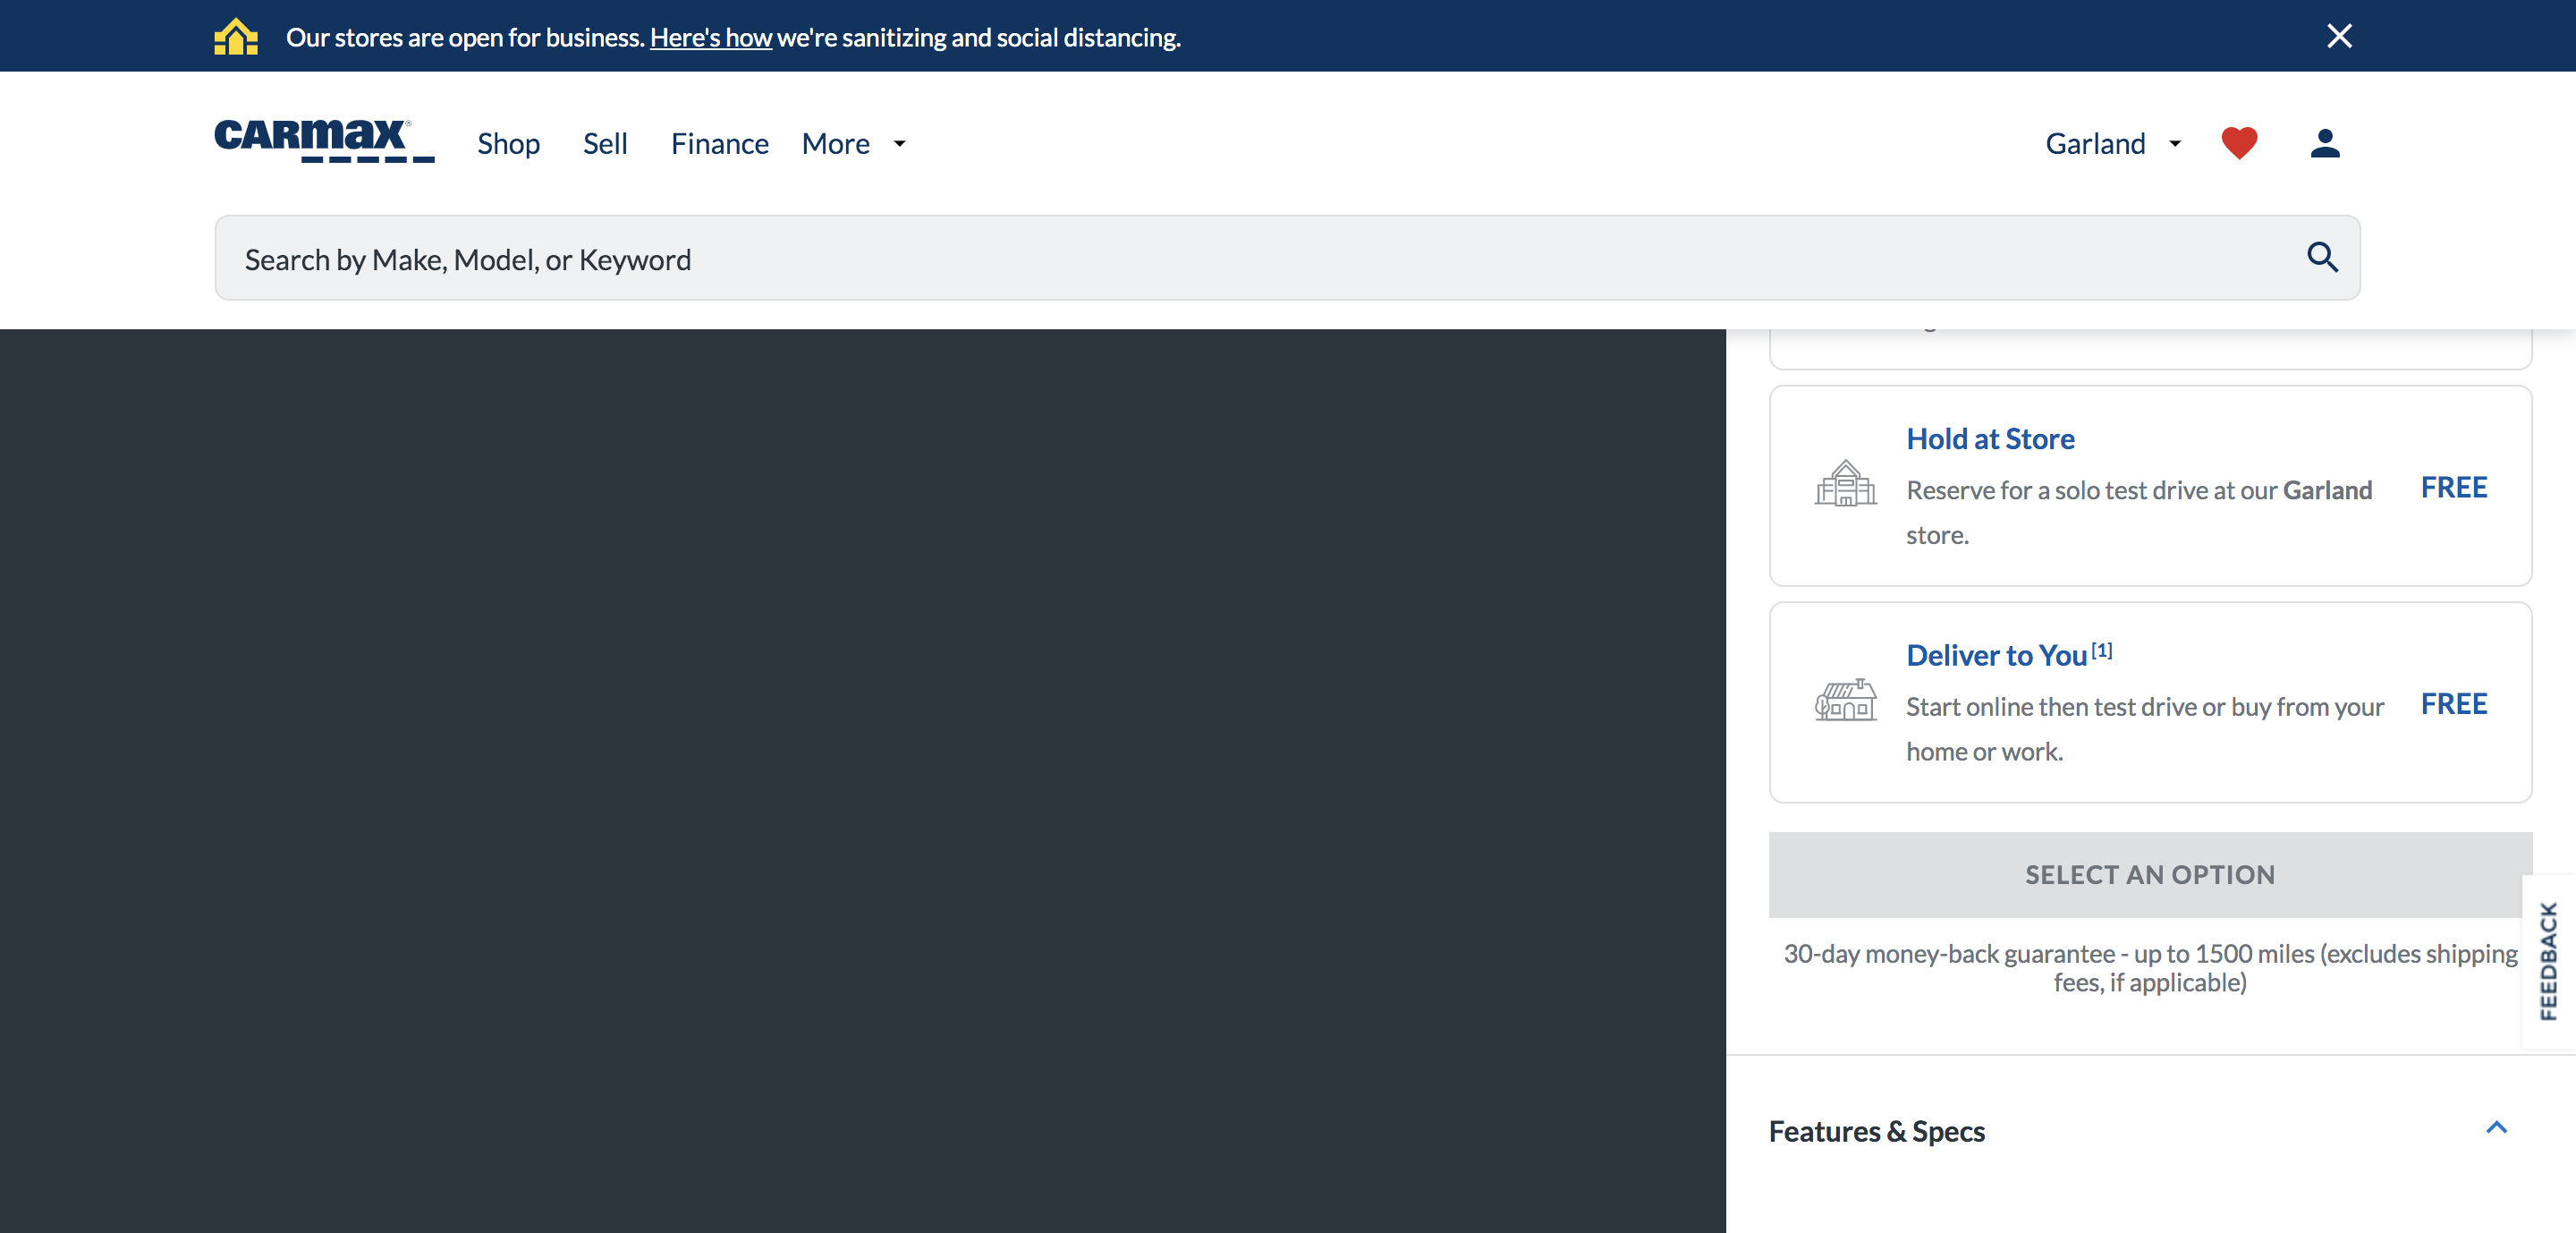 Our stores are open for business. Here's how we're sanitizing and social distancing.
CARMAX®
Shop
Sell
Finance
More
Garland
Search by Make, Model, or Keyword
Hold at Store
Reserve for a solo test drive at our Garland
store.
FREE
Deliver to You [1]
Start online then test drive or buy from your
home or work.
FREE
SELECT AN OPTION
30-day money-back guarantee - up to 1500 miles (excludes shipping
fees, if applicable)
FEEDBACK
Features & Specs